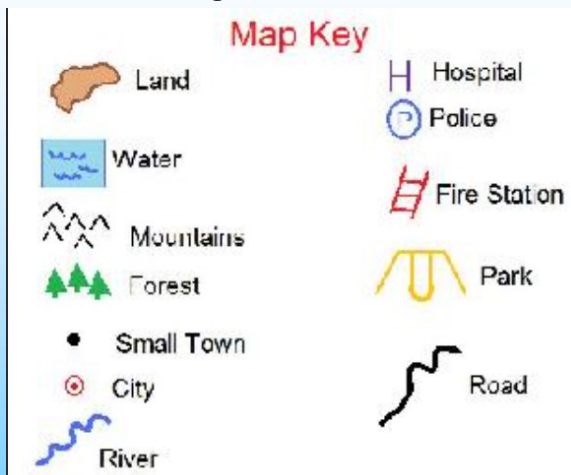 Map Key
Land
Water
Mountains
Forest
Small Town
City
River
H Hospital
P Police
Fire Station
Park
Road